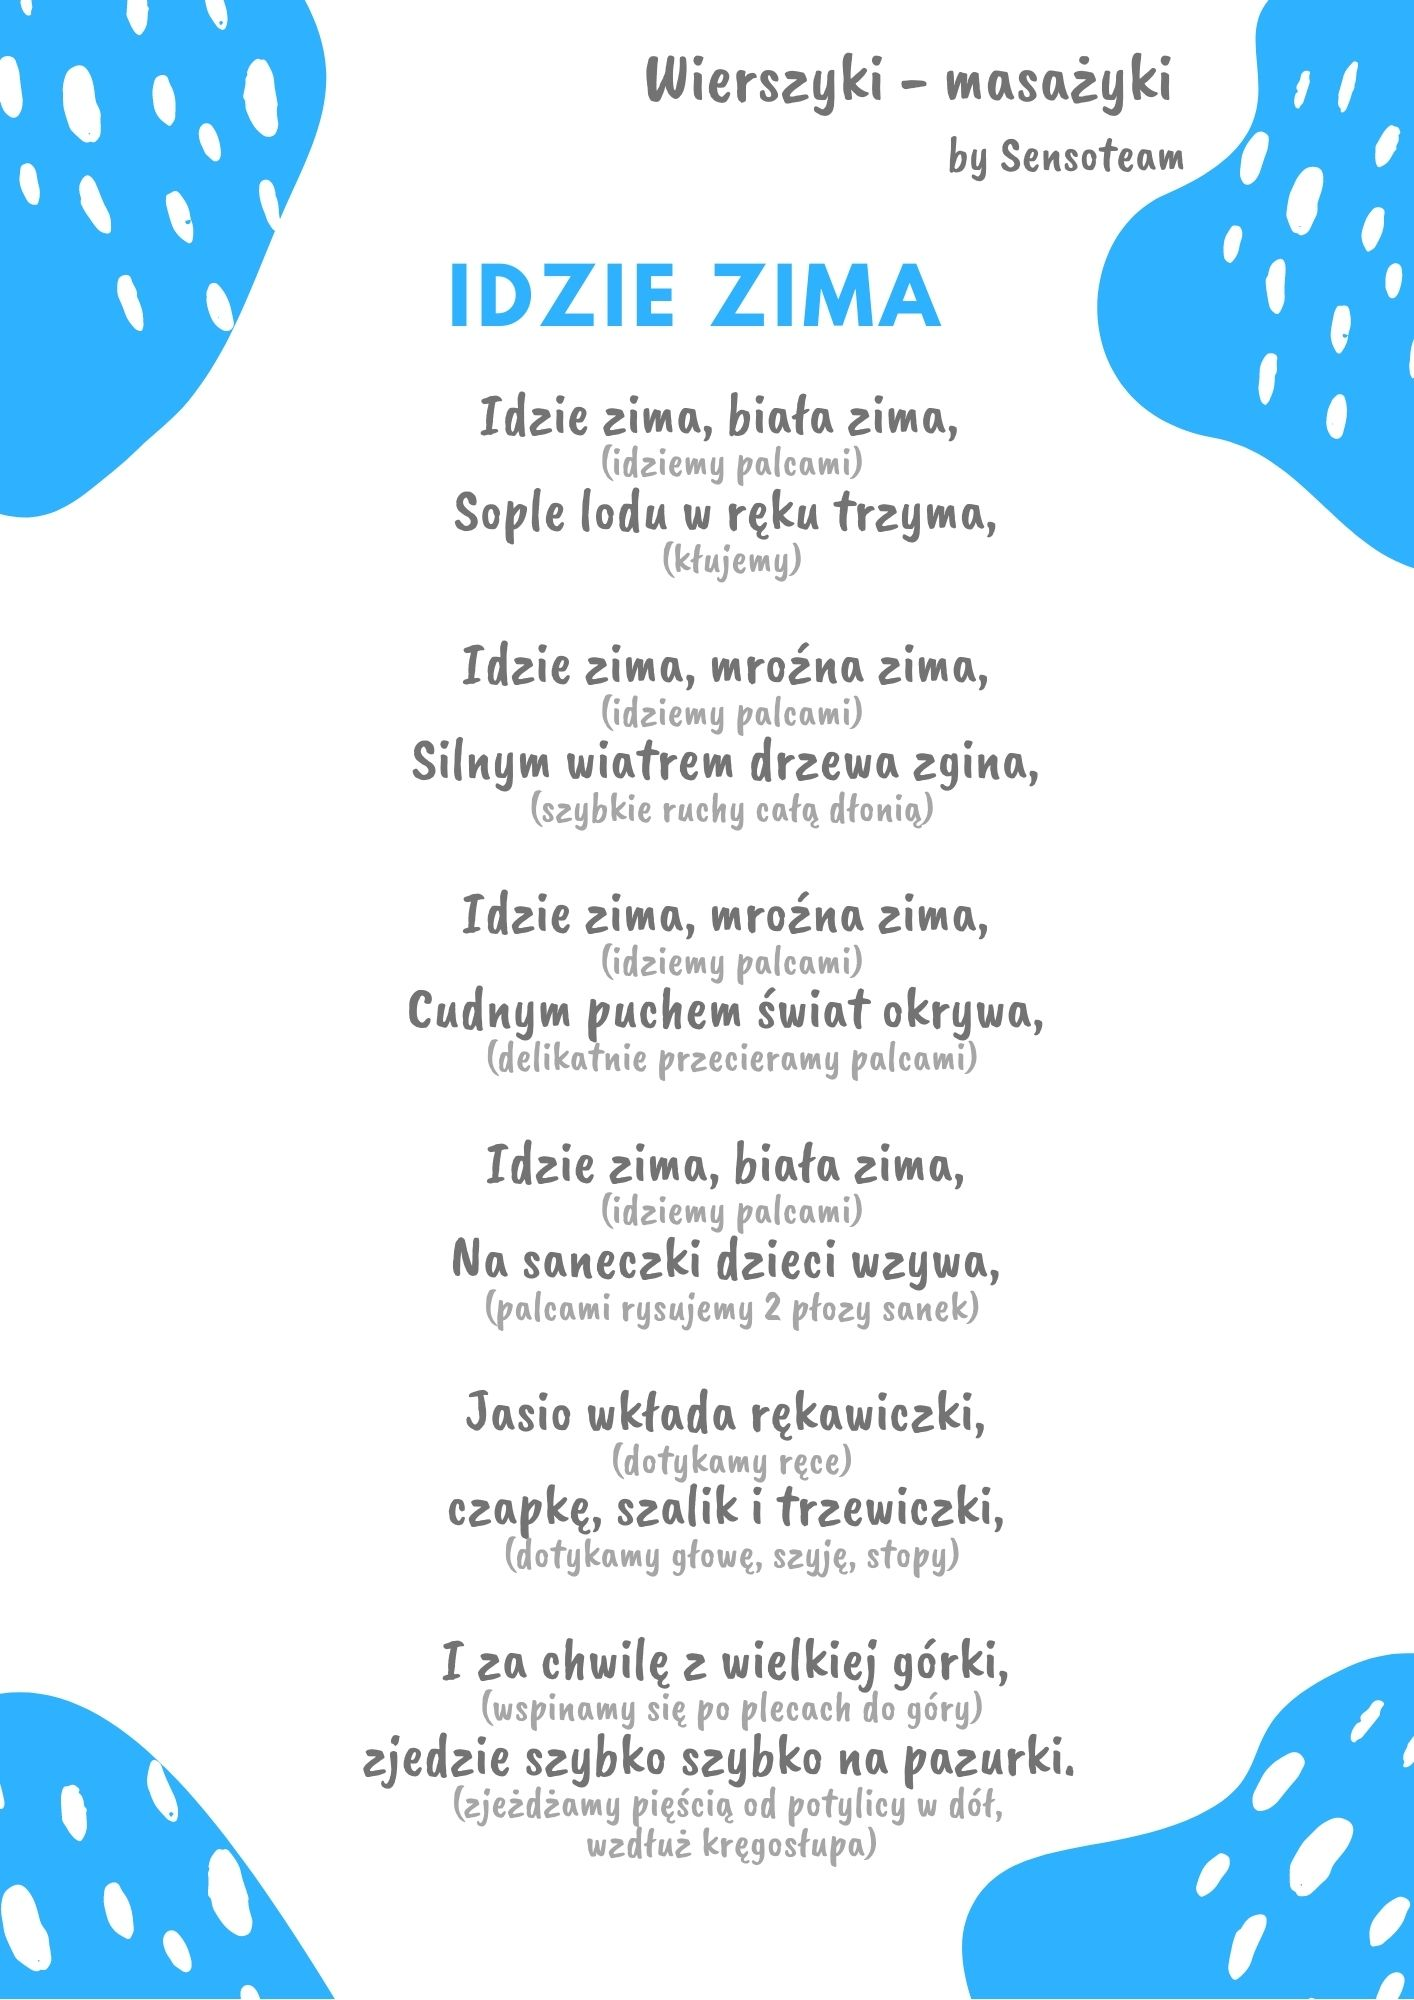 Wierszyki – masażyki
by Sensoteam
IDZIE ZIMA
Idzie zima, biała zima,
(idziemy palcami)
Sople lodu w ręku trzyma,
(kłujemy)
Idzie zima, mroźna zima,
(idziemy palcami)
Silnym wiatrem drzewa zgina,
(szybkie ruchy całą dłonią)
Idzie zima, mroźna zima,
(idziemy palcami)
Cudnym puchem świat okrywa,
(delikatnie przecieramy palcami)
Idzie zima, biała zima,
(idziemy palcami)
Na saneczki dzieci wzywa,
(palcami rysujemy 2 płozy sanek)
Jasio wkłada rękawiczki,
(dotykamy ręce)
czapkę, szalik i trzewiczki,
(dotykamy głowę, szyję, stopy)
I za chwilę z wielkiej górki,
(wspinamy się po plecach do góry)
zjedzie szybko szybko na pazurki.
(zjeżdżamy pięścią od potylicy w dół,
wzdłuż kręgosłupa)